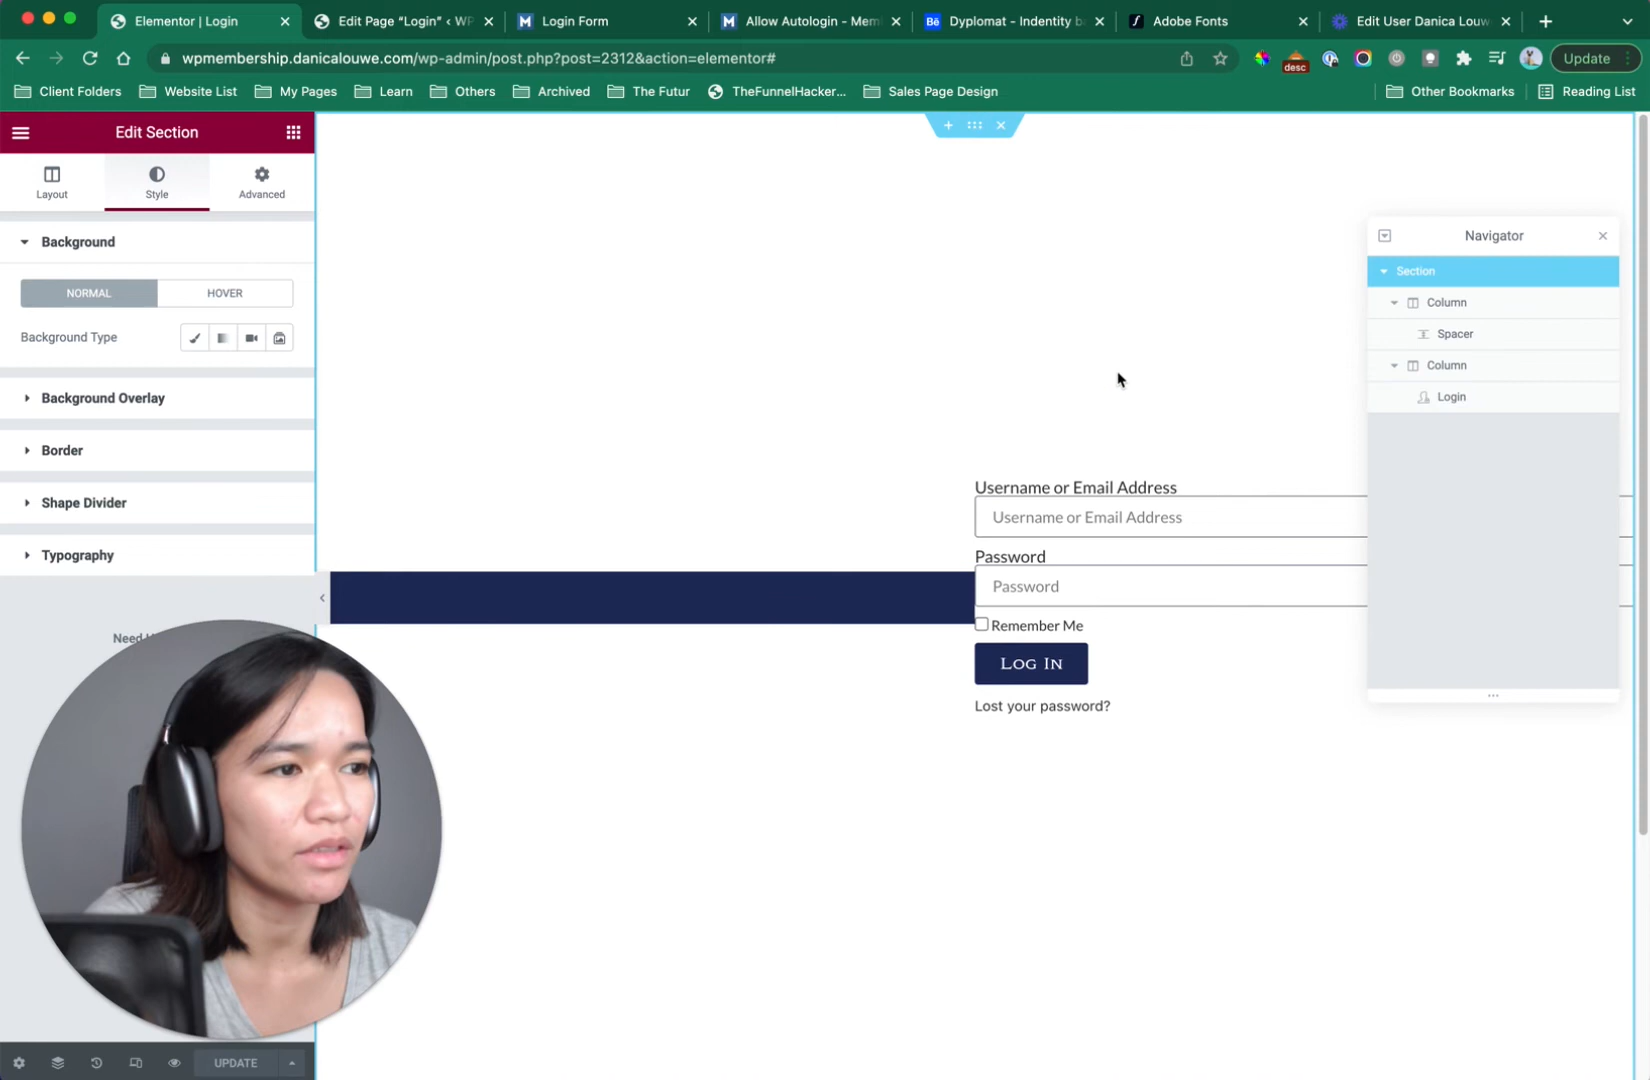 Elementor | Login
Edit Page “Login” ‹ WP
Login Form
Allow Autologin - Mem
Dyplomat - Indentity b
Adobe Fonts
Edit User Danica Louw
wpmembership.danicalouwe.com/wp-admin/post.php?post=2312&action=elementor#
desc
Update
Client Folders
Website List
My Pages
Learn
Others
Archived
The Futur
TheFunnelHacker...
Sales Page Design
Other Bookmarks
Reading List
Edit Section
Layout
Style
Advanced
Background
NORMAL
HOVER
Background Type
Background Overlay
Border
Shape Divider
Typography
Need
UPDATE
Username or Email Address
Username or Email Address
Password
Password
Remember Me
Log In
Lost your password?
Navigator
Section
Column
Spacer
Column
Login